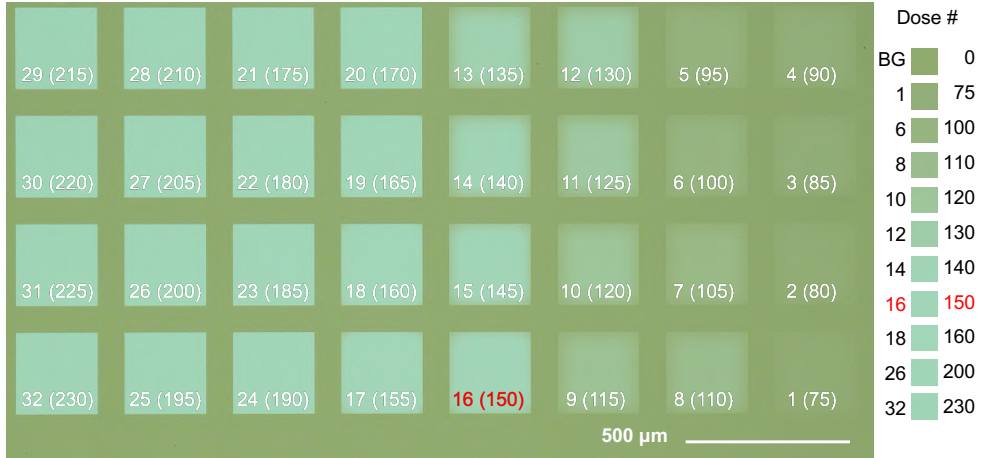 29 (215) 28 (210) 21 (175) 20 (170) 13 (135) 12 (130) 5 (95) 4 (90)
30 (220) 27 (205) 22 (180) 19 (165) 14 (140) 11 (125) 6 (100) 3 (85)
31 (225) 26 (200) 23 (185) 18 (160) 15 (145) 10 (120) 7 (105) 2 (80)
32 (230) 25 (195) 24 (190) 17 (155) 16 (150) 9 (115) 8 (110) 1 (75)
500 µm
Dose #
BG 0
1 75
6 100
8 110
10 120
12 130
14 140
16 150
18 160
26 200
32 230